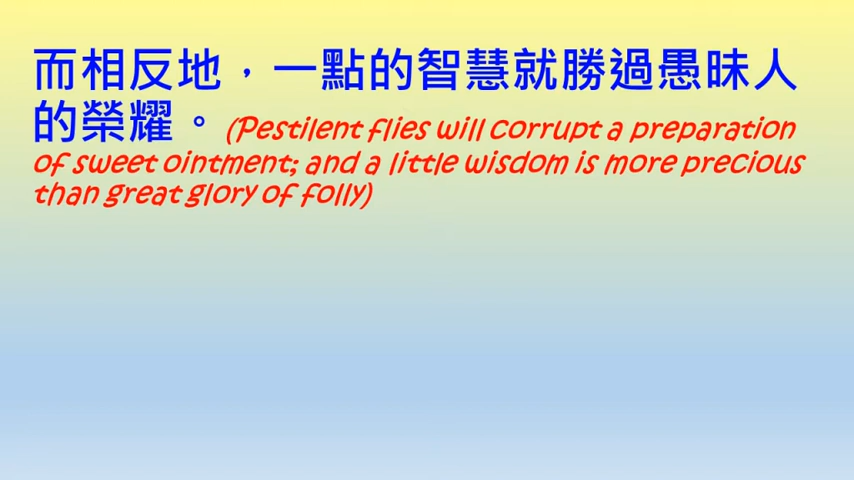 而相反地，一點的智慧就勝過愚昧人
的榮耀。(Pestilent flies will corrupt a preparation
of sweet ointment; and a little wisdom is more precious
than great glory of folly)